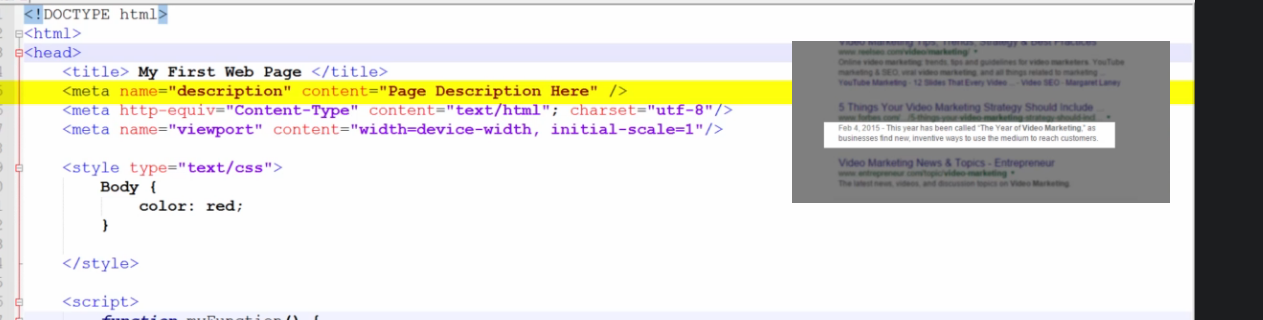 <!DOCTYPE html>
<html>
<head>
<title> My First Web Page </title>
<meta name="description" content="Page Description Here" />
<meta http-equiv="Content-Type" content="text/html"; charset="utf-8"/>
<meta name="viewport" content="width=device-width, initial-scale=1"/>
<style type="text/css">
Body {
color: red;
}
</style>
<script>
function myFunction() {
Video Marketing Tips, Trends, Strategy & Best Practices
www.reelseo.com/video/marketing/
Online video marketing: trends, tips and guidelines for video marketers. YouTube
marketing & SEO, viral video marketing, and all things related to marketing ...
YouTube Marketing - 12 Slides That Every Video ... - Video SEO - Margaret Laney
5 Things Your Video Marketing Strategy Should Include ...
www.forbes.com/.../5-things-your-video-marketing-strategy-should-incl...
Feb 4, 2015 - This year has been called "The Year of Video Marketing," as
businesses find new, inventive ways to use the medium to reach customers.
Video Marketing News & Topics - Entrepreneur
www.entrepreneur.com/topic/video-marketing
The latest news, videos, and discussion topics on Video Marketing.